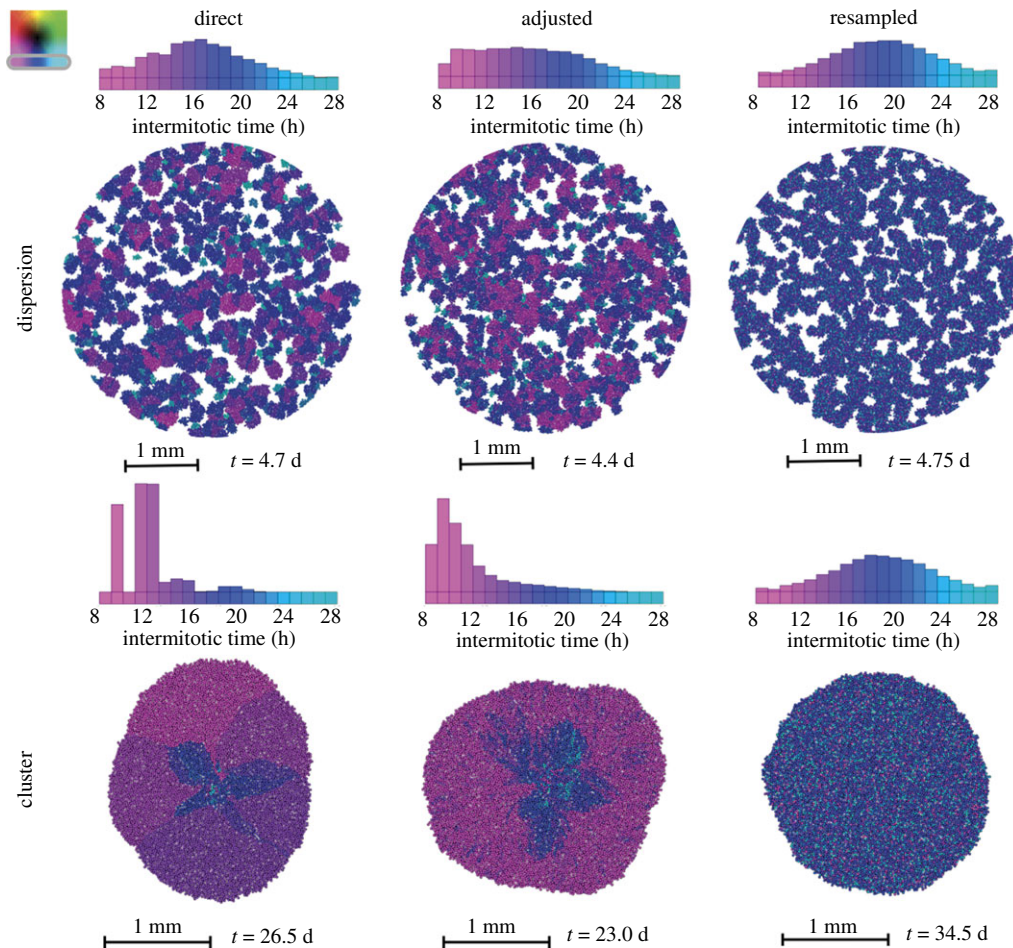 direct adjusted resampled
8 12 16 20 24 28 8 12 16 20 24 28 8 12 16 20 24 28
intermitotic time (h) intermitotic time (h) intermitotic time (h)
dispersion
1 mm t = 4.7 d 1 mm t = 4.4 d 1 mm t = 4.75 d
8 12 16 20 24 28 8 12 16 20 24 28 8 12 16 20 24 28
intermitotic time (h) intermitotic time (h) intermitotic time (h)
cluster
1 mm t = 26.5 d 1 mm t = 23.0 d 1 mm t = 34.5 d